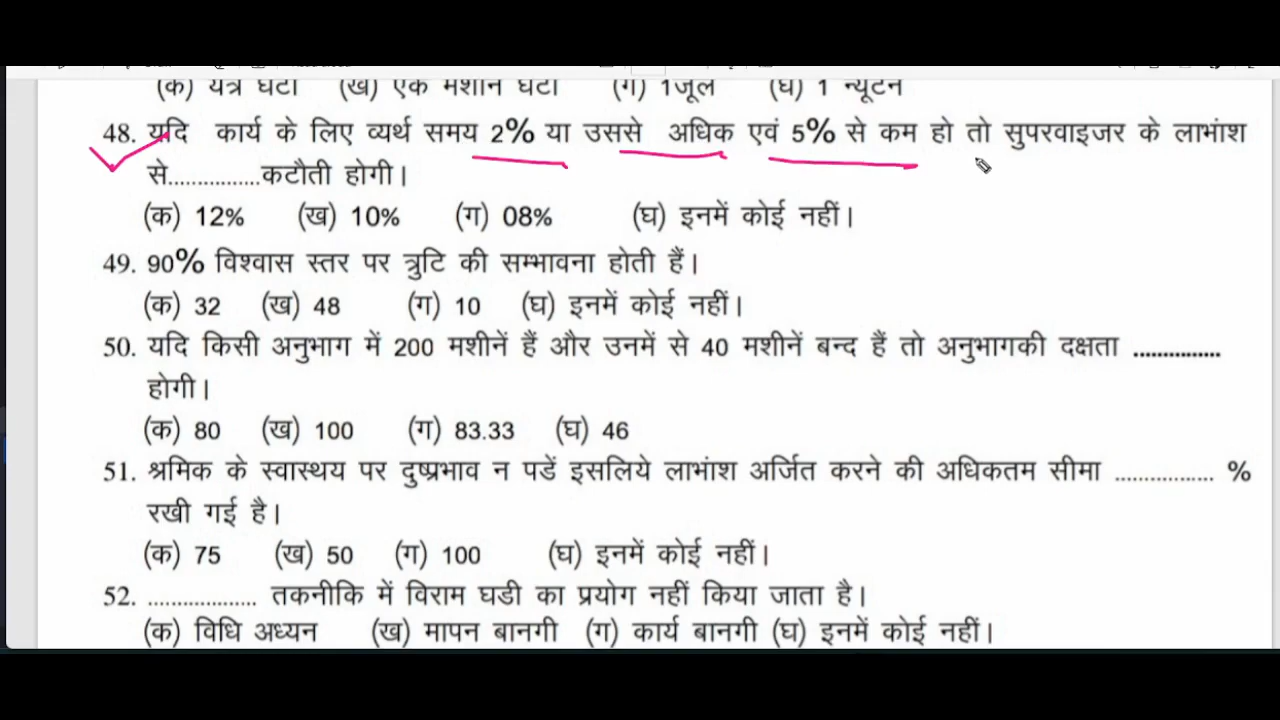 (क) यंत्र घंटा (ख) एक मशीन घंटा (ग) 1जूल (घ) 1 न्यूटन
48. यदि कार्य के लिए व्यर्थ समय 2% या उससे अधिक एवं 5% से कम हो तो सुपरवाइजर के लाभांश
से................कटौती होगी।
(क) 12% (ख) 10% (ग) 08% (घ) इनमें कोई नहीं।
49. 90% विश्वास स्तर पर त्रुटि की सम्भावना होती हैं।
(क) 32 (ख) 48 (ग) 10 (घ) इनमें कोई नहीं।
50. यदि किसी अनुभाग में 200 मशीनें हैं और उनमें से 40 मशीनें बन्द हैं तो अनुभागकी दक्षता ...............
होगी।
(क) 80 (ख) 100 (ग) 83.33 (घ) 46
51. श्रमिक के स्वास्थय पर दुष्प्रभाव न पडें इसलिये लाभांश अर्जित करने की अधिकतम सीमा ................. %
रखी गई है।
(क) 75 (ख) 50 (ग) 100 (घ) इनमें कोई नहीं।
52. ................... तकनीकि में विराम घडी का प्रयोग नहीं किया जाता है।
(क) विधि अध्यन (ख) मापन बानगी (ग) कार्य बानगी (घ) इनमें कोई नहीं।